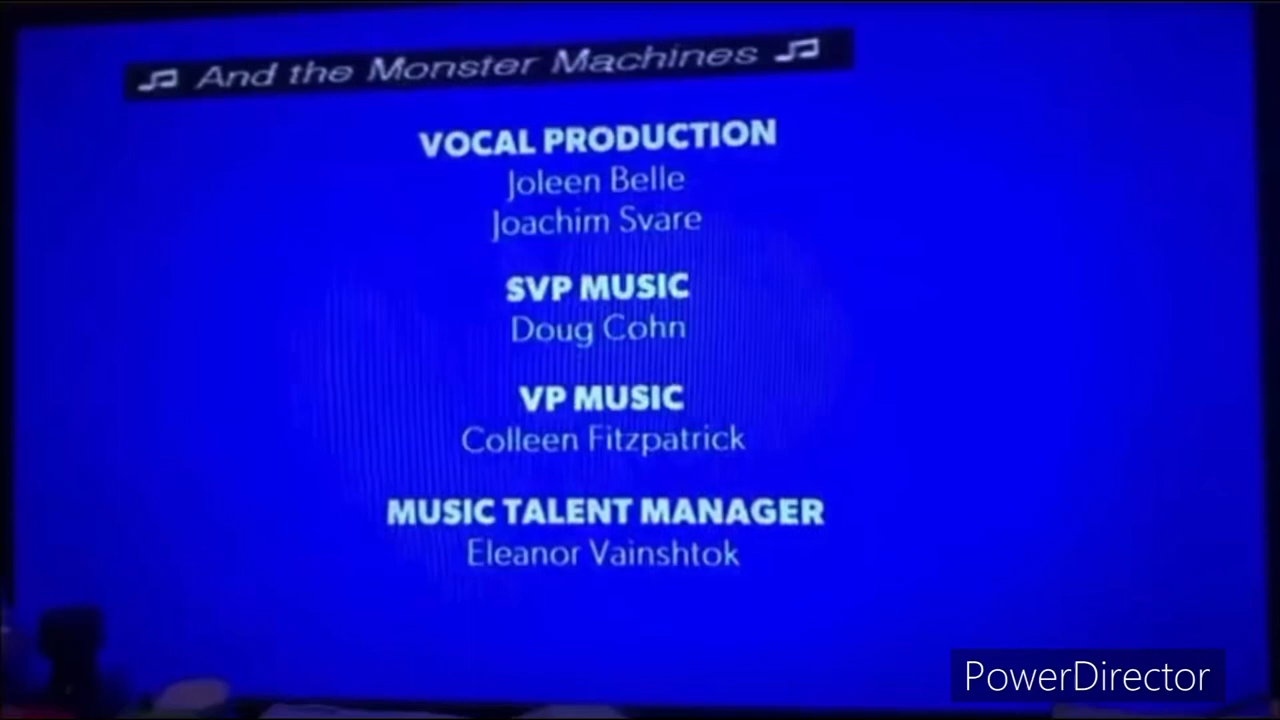 ♫ And the Monster Machines ♫
VOCAL PRODUCTION
Joleen Belle
Joachim Svare
SVP MUSIC
Doug Cohn
VP MUSIC
Colleen Fitzpatrick
MUSIC TALENT MANAGER
Eleanor Vainshtok
PowerDirector